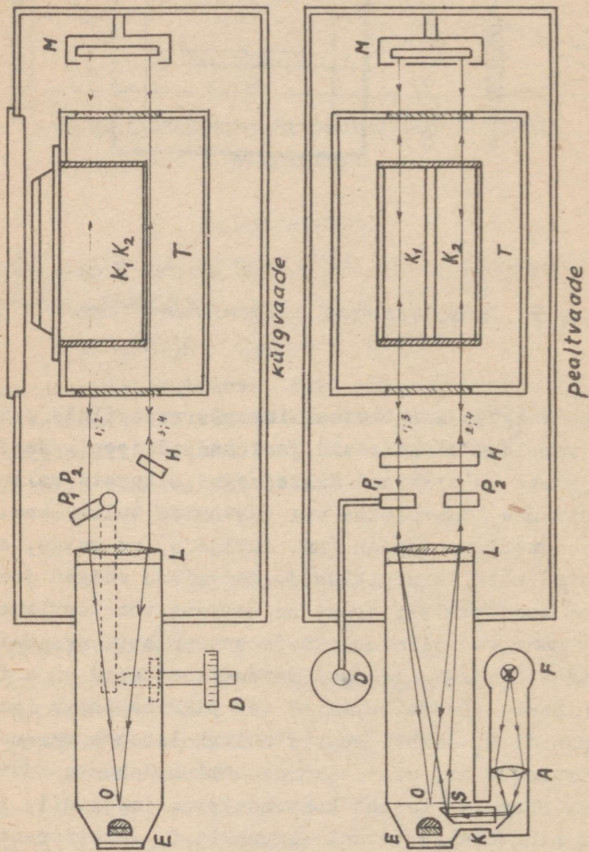 M
K₁ K₂
T
külgvaade
1; 2
3; 4
P₁ P₂
H
L
D
O
E
M
K₁
K₂
T
pealtvaade
1; 3
2; 4
P₁
H
P₂
L
D
F
O
S
A
E
K